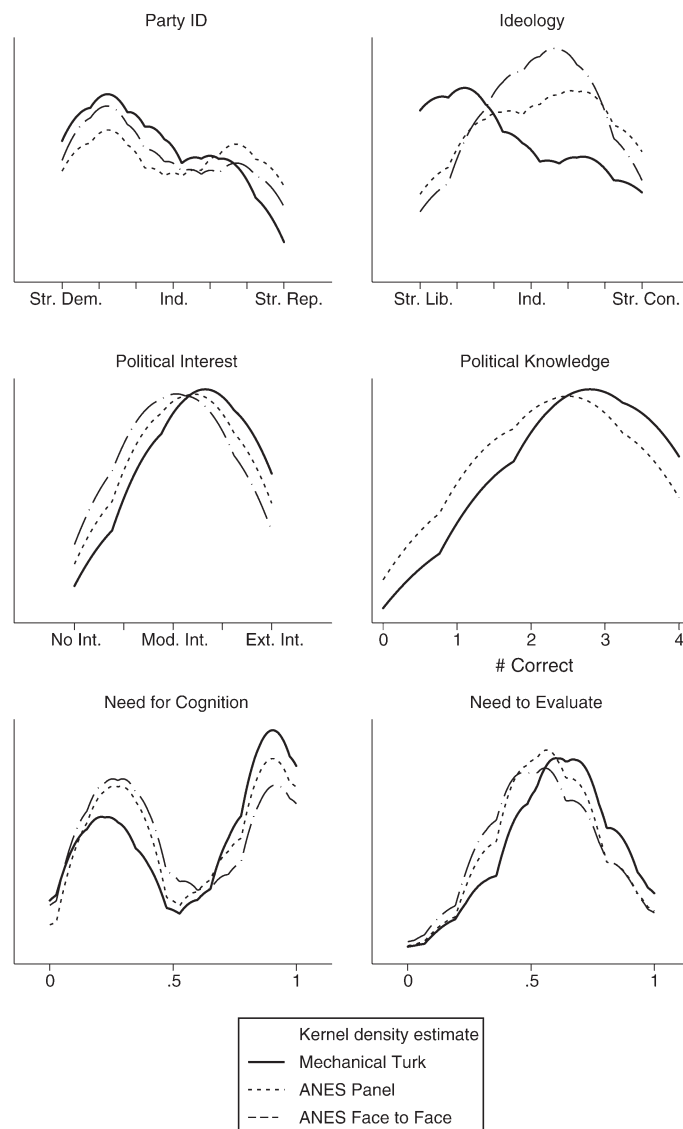 Party ID
Ideology
Str. Dem. Ind. Str. Rep.
Str. Lib. Ind. Str. Con.
Political Interest
Political Knowledge
No Int. Mod. Int. Ext. Int.
0 1 2 3 4
# Correct
Need for Cognition
Need to Evaluate
0 .5 1
0 .5 1
Kernel density estimate
Mechanical Turk
ANES Panel
ANES Face to Face